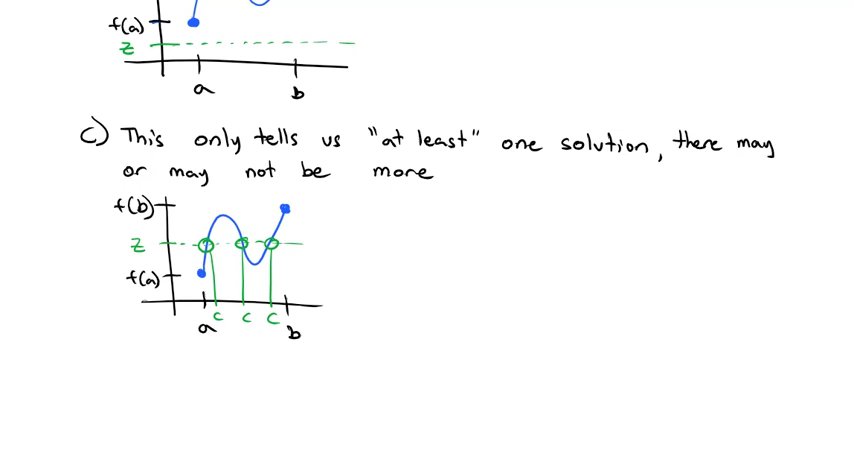 f(a)
z
a
b
c) This only tells us "at least" one solution, there may
or may not be more
f(b)
z
f(a)
c c c
a
b